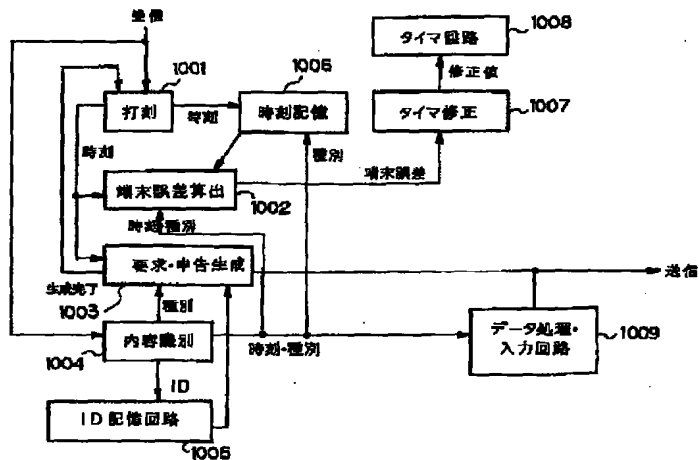 受信
1001
打刻
時刻
1005
時刻記憶
タイマ回路
1008
修正値
タイマ修正
1007
時刻
種別
端末誤差
端末誤差算出
1002
時刻・種別
要求・申告生成
送信
生成完了
1003
種別
内容識別
1004
時刻・種別
データ処理・
入力回路
1009
ID
ID記憶回路
1006